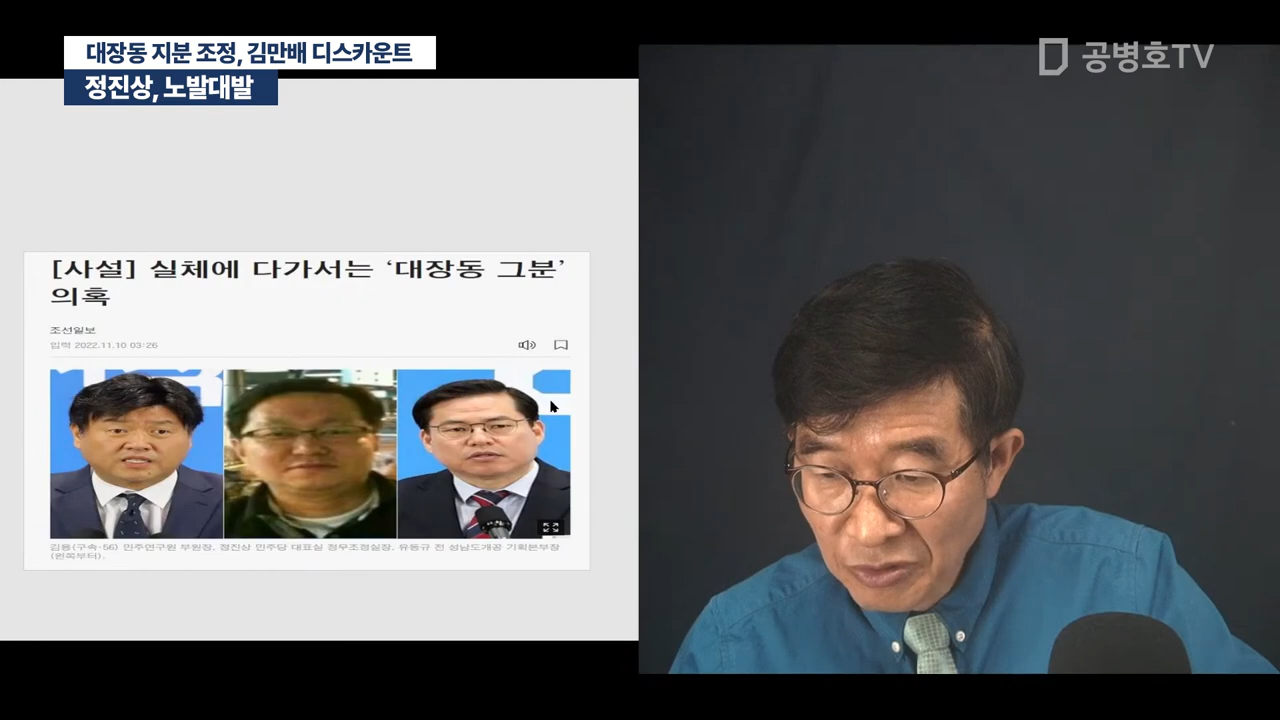 대장동 지분 조정, 김만배 디스카운트
정진상, 노발대발
공병호TV
[사설] 실체에 다가서는 ‘대장동 그분’
의혹
조선일보
입력 2022.11.10 03:26
김용(구속·56) 민주연구원 부원장, 정진상 민주당 대표실 정무조정실장, 유동규 전 성남도개공 기획본부장
(왼쪽부터).